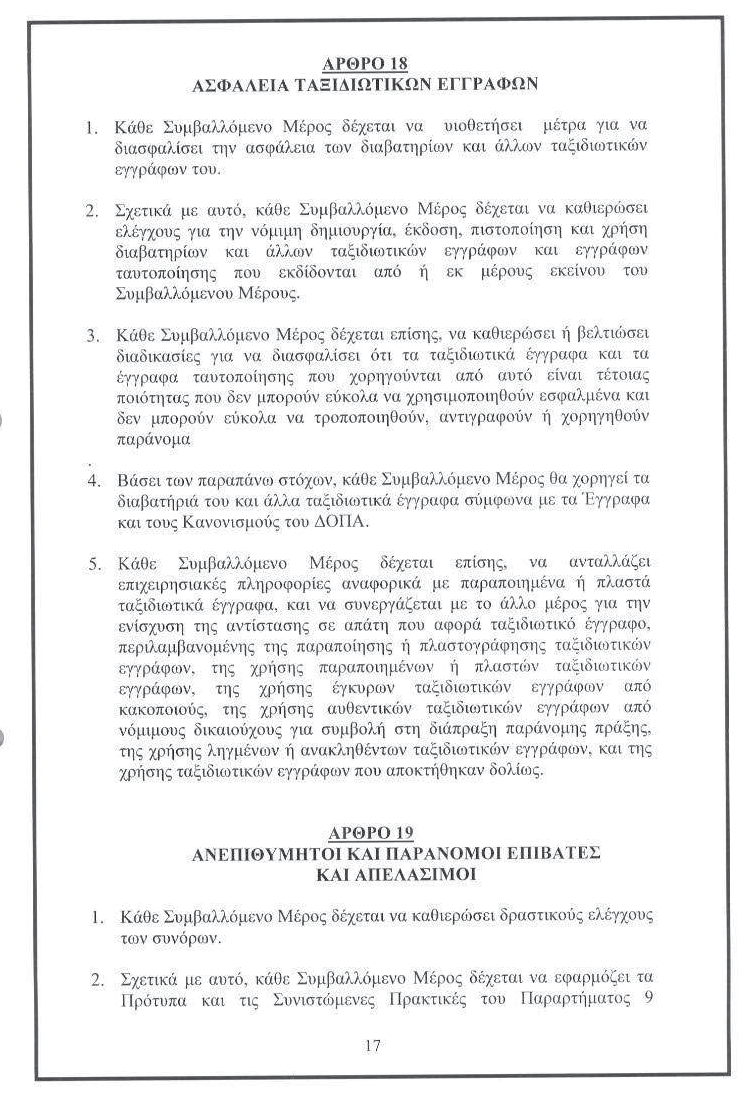 ΑΡΘΡΟ 18
ΑΣΦΑΛΕΙΑ ΤΑΞΙΔΙΩΤΙΚΩΝ ΕΓΓΡΑΦΩΝ
1. Κάθε Συμβαλλόμενο Μέρος δέχεται να υιοθετήσει μέτρα για να
διασφαλίσει την ασφάλεια των διαβατηρίων και άλλων ταξιδιωτικών
εγγράφων του.
2. Σχετικά με αυτό, κάθε Συμβαλλόμενο Μέρος δέχεται να καθιερώσει
ελέγχους για την νόμιμη δημιουργία, έκδοση, πιστοποίηση και χρήση
διαβατηρίων και άλλων ταξιδιωτικών εγγράφων και εγγράφων
ταυτοποίησης που εκδίδονται από ή εκ μέρους εκείνου του
Συμβαλλόμενου Μέρους.
3. Κάθε Συμβαλλόμενο Μέρος δέχεται επίσης, να καθιερώσει ή βελτιώσει
διαδικασίες για να διασφαλίσει ότι τα ταξιδιωτικά έγγραφα και τα
έγγραφα ταυτοποίησης που χορηγούνται από αυτό είναι τέτοιας
ποιότητας που δεν μπορούν εύκολα να χρησιμοποιηθούν εσφαλμένα και
δεν μπορούν εύκολα να τροποποιηθούν, αντιγραφούν ή χορηγηθούν
παράνομα
4. Βάσει των παραπάνω στόχων, κάθε Συμβαλλόμενο Μέρος θα χορηγεί τα
διαβατήριά του και άλλα ταξιδιωτικά έγγραφα σύμφωνα με τα Έγγραφα
και τους Κανονισμούς του ΔΟΠΑ.
5. Κάθε Συμβαλλόμενο Μέρος δέχεται επίσης, να ανταλλάζει
επιχειρησιακές πληροφορίες αναφορικά με παραποιημένα ή πλαστά
ταξιδιωτικά έγγραφα, και να συνεργάζεται με το άλλο μέρος για την
ενίσχυση της αντίστασης σε απάτη που αφορά ταξιδιωτικό έγγραφο,
περιλαμβανομένης της παραποίησης ή πλαστογράφησης ταξιδιωτικών
εγγράφων, της χρήσης παραποιημένων ή πλαστών ταξιδιωτικών
εγγράφων, της χρήσης έγκυρων ταξιδιωτικών εγγράφων από
κακοποιούς, της χρήσης αυθεντικών ταξιδιωτικών εγγράφων από
νόμιμους δικαιούχους για συμβολή στη διάπραξη παράνομης πράξης,
της χρήσης ληγμένων ή ανακληθέντων ταξιδιωτικών εγγράφων, και της
χρήσης ταξιδιωτικών εγγράφων που αποκτήθηκαν δολίως.
ΑΡΘΡΟ 19
ΑΝΕΠΙΘΥΜΗΤΟΙ ΚΑΙ ΠΑΡΑΝΟΜΟΙ ΕΠΙΒΑΤΕΣ
ΚΑΙ ΑΠΕΛΑΣΙΜΟΙ
1. Κάθε Συμβαλλόμενο Μέρος δέχεται να καθιερώσει δραστικούς ελέγχους
των συνόρων.
2. Σχετικά με αυτό, κάθε Συμβαλλόμενο Μέρος δέχεται να εφαρμόζει τα
Πρότυπα και τις Συνιστώμενες Πρακτικές του Παραρτήματος 9
17